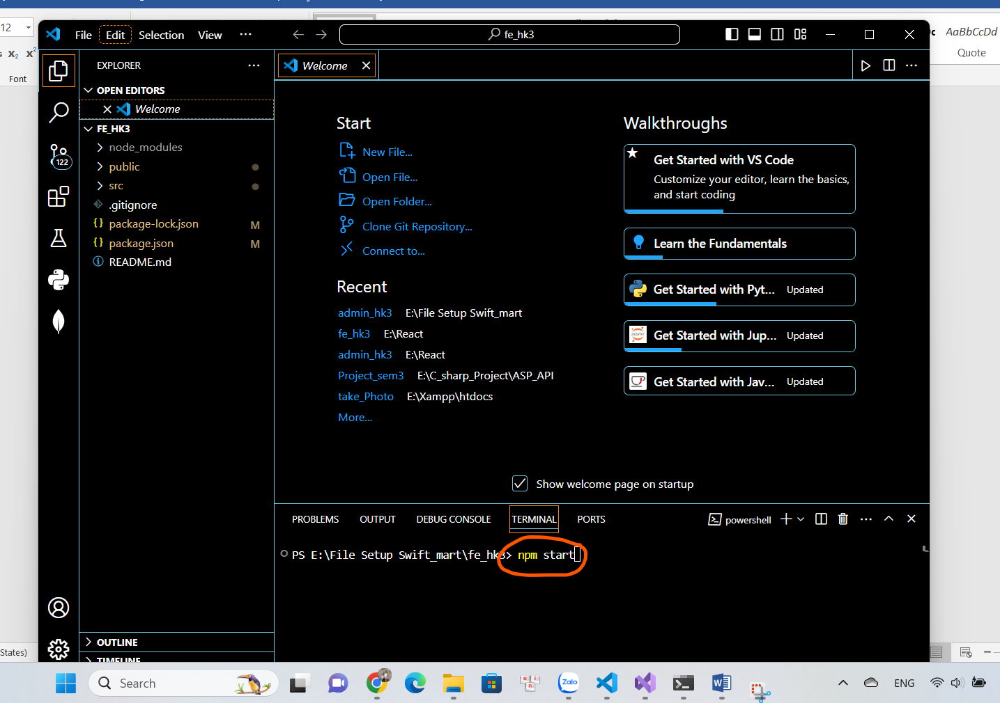 12
File Edit Selection View ...
fe_hk3
AaBbCcDd
X₂ X²
Quote
Font
EXPLORER ...
OPEN EDITORS
Welcome
FE_HK3
node_modules
public
src
.gitignore
package-lock.json M
package.json M
README.md
122
OUTLINE
TIMELINE
Welcome
Start
New File...
Open File...
Open Folder...
Clone Git Repository...
Connect to...
Recent
admin_hk3 E:\File Setup Swift_mart
fe_hk3 E:\React
admin_hk3 E:\React
Project_sem3 E:\C_sharp_Project\ASP_API
take_Photo E:\Xampp\htdocs
More...
Walkthroughs
Get Started with VS Code
Customize your editor, learn the basics,
and start coding
Learn the Fundamentals
Get Started with Pyt... Updated
Get Started with Jup... Updated
Get Started with Jav... Updated
Show welcome page on startup
PROBLEMS OUTPUT DEBUG CONSOLE TERMINAL PORTS
powershell
PS E:\File Setup Swift_mart\fe_hk3> npm start
States)
Search
Zalo
ENG